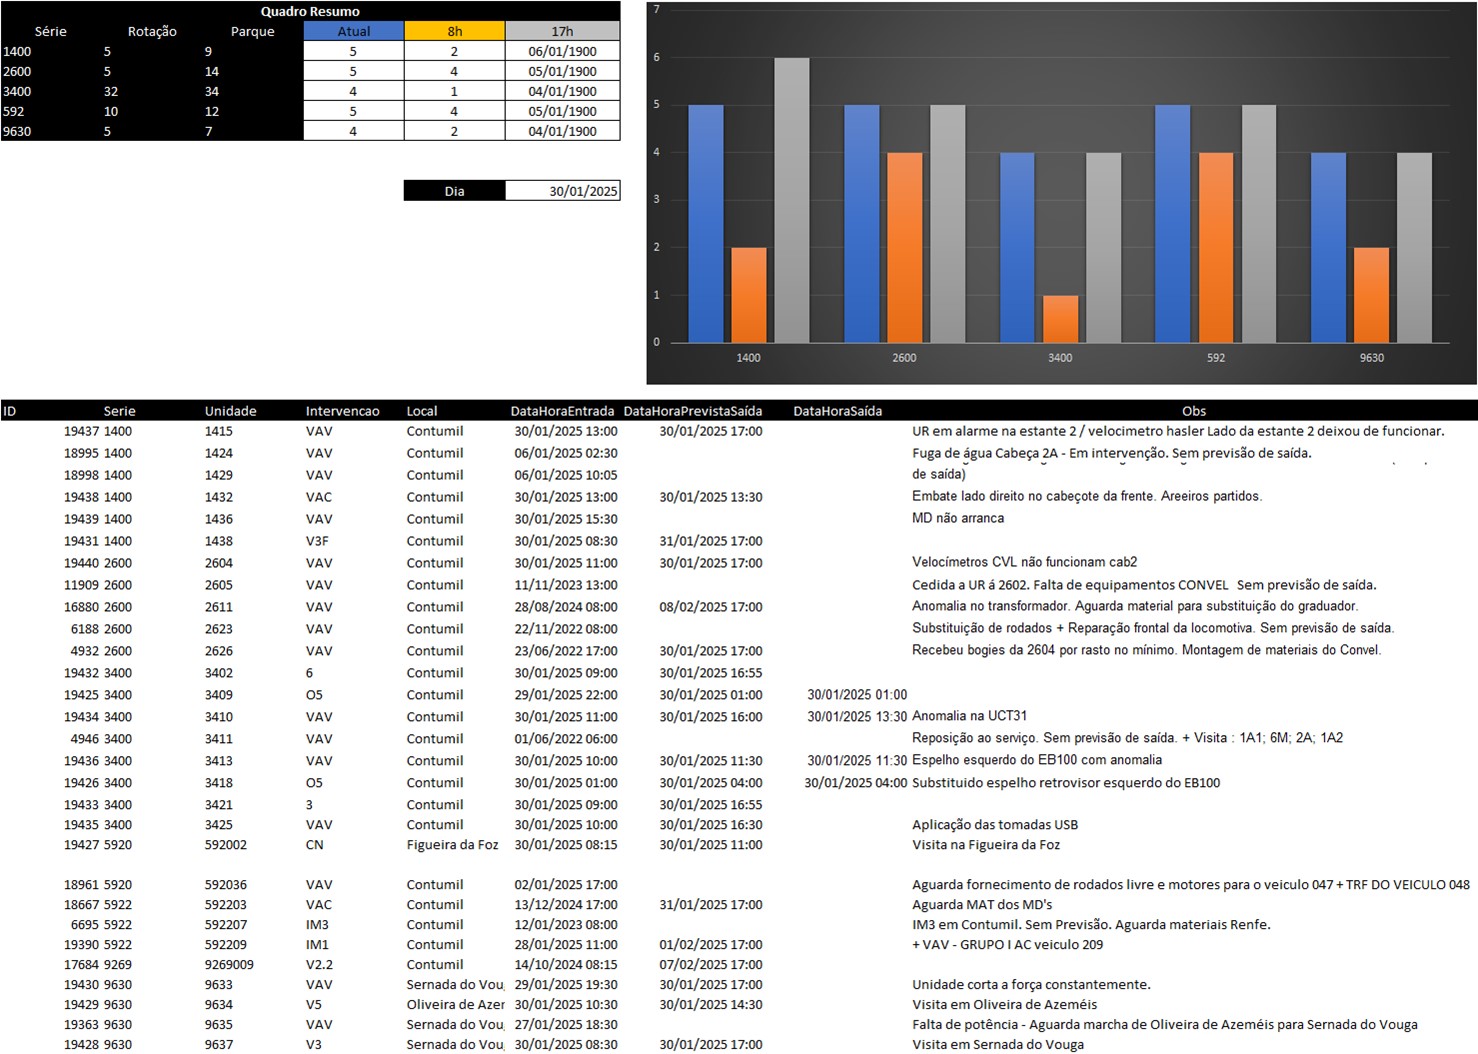 Quadro Resumo
Série Rotação Parque Atual 8h 17h
1400 5 9 5 2 06/01/1900
2600 5 14 5 4 05/01/1900
3400 32 34 4 1 04/01/1900
592 10 12 5 4 05/01/1900
9630 5 7 4 2 04/01/1900
Dia 30/01/2025
7
6
5
4
3
2
1
0
1400 2600 3400 592 9630
ID Serie Unidade Intervencao Local DataHoraEntrada DataHoraPrevistaSaída DataHoraSaída Obs
19437 1400 1415 VAV Contumil 30/01/2025 13:00 30/01/2025 17:00 UR em alarme na estante 2 / velocimetro hasler Lado da estante 2 deixou de funcionar.
18995 1400 1424 VAV Contumil 06/01/2025 02:30 Fuga de água Cabeça 2A - Em intervenção. Sem previsão de saída.
18998 1400 1429 VAV Contumil 06/01/2025 10:05 de saída)
19438 1400 1432 VAC Contumil 30/01/2025 13:00 30/01/2025 13:30 Embate lado direito no cabeçote da frente. Areeiros partidos.
19439 1400 1436 VAV Contumil 30/01/2025 15:30 MD não arranca
19431 1400 1438 V3F Contumil 30/01/2025 08:30 31/01/2025 17:00
19440 2600 2604 VAV Contumil 30/01/2025 11:00 30/01/2025 17:00 Velocímetros CVL não funcionam cab2
11909 2600 2605 VAV Contumil 11/11/2023 13:00 Cedida a UR á 2602. Falta de equipamentos CONVEL Sem previsão de saída.
16880 2600 2611 VAV Contumil 28/08/2024 08:00 08/02/2025 17:00 Anomalia no transformador. Aguarda material para substituição do graduador.
6188 2600 2623 VAV Contumil 22/11/2022 08:00 Substituição de rodados + Reparação frontal da locomotiva. Sem previsão de saída.
4932 2600 2626 VAV Contumil 23/06/2022 17:00 30/01/2025 17:00 Recebeu bogies da 2604 por rasto no mínimo. Montagem de materiais do Convel.
19432 3400 3402 6 Contumil 30/01/2025 09:00 30/01/2025 16:55
19425 3400 3409 O5 Contumil 29/01/2025 22:00 30/01/2025 01:00 30/01/2025 01:00
19434 3400 3410 VAV Contumil 30/01/2025 11:00 30/01/2025 16:00 30/01/2025 13:30 Anomalia na UCT31
4946 3400 3411 VAV Contumil 01/06/2022 06:00 Reposição ao serviço. Sem previsão de saída. + Visita : 1A1; 6M; 2A; 1A2
19436 3400 3413 VAV Contumil 30/01/2025 10:00 30/01/2025 11:30 30/01/2025 11:30 Espelho esquerdo do EB100 com anomalia
19426 3400 3418 O5 Contumil 30/01/2025 01:00 30/01/2025 04:00 30/01/2025 04:00 Substituido espelho retrovisor esquerdo do EB100
19433 3400 3421 3 Contumil 30/01/2025 09:00 30/01/2025 16:55
19435 3400 3425 VAV Contumil 30/01/2025 10:00 30/01/2025 16:30 Aplicação das tomadas USB
19427 5920 592002 CN Figueira da Foz 30/01/2025 08:15 30/01/2025 11:00 Visita na Figueira da Foz
18961 5920 592036 VAV Contumil 02/01/2025 17:00 Aguarda fornecimento de rodados livre e motores para o veiculo 047 + TRF DO VEICULO 048
18667 5922 592203 VAC Contumil 13/12/2024 17:00 31/01/2025 17:00 Aguarda MAT dos MD's
6695 5922 592207 IM3 Contumil 12/01/2023 08:00 IM3 em Contumil. Sem Previsão. Aguarda materiais Renfe.
19390 5922 592209 IM1 Contumil 28/01/2025 11:00 01/02/2025 17:00 + VAV - GRUPO I AC veiculo 209
17684 9269 9269009 V2.2 Contumil 14/10/2024 08:15 07/02/2025 17:00
19430 9630 9633 VAV Sernada do Vou 29/01/2025 19:30 30/01/2025 17:00 Unidade corta a força constantemente.
19429 9630 9634 V5 Oliveira de Azer 30/01/2025 10:30 30/01/2025 14:30 Visita em Oliveira de Azeméis
19363 9630 9635 VAV Sernada do Vou 27/01/2025 18:30 Falta de potência - Aguarda marcha de Oliveira de Azeméis para Sernada do Vouga
19428 9630 9637 V3 Sernada do Vou 30/01/2025 08:30 30/01/2025 17:00 Visita em Sernada do Vouga